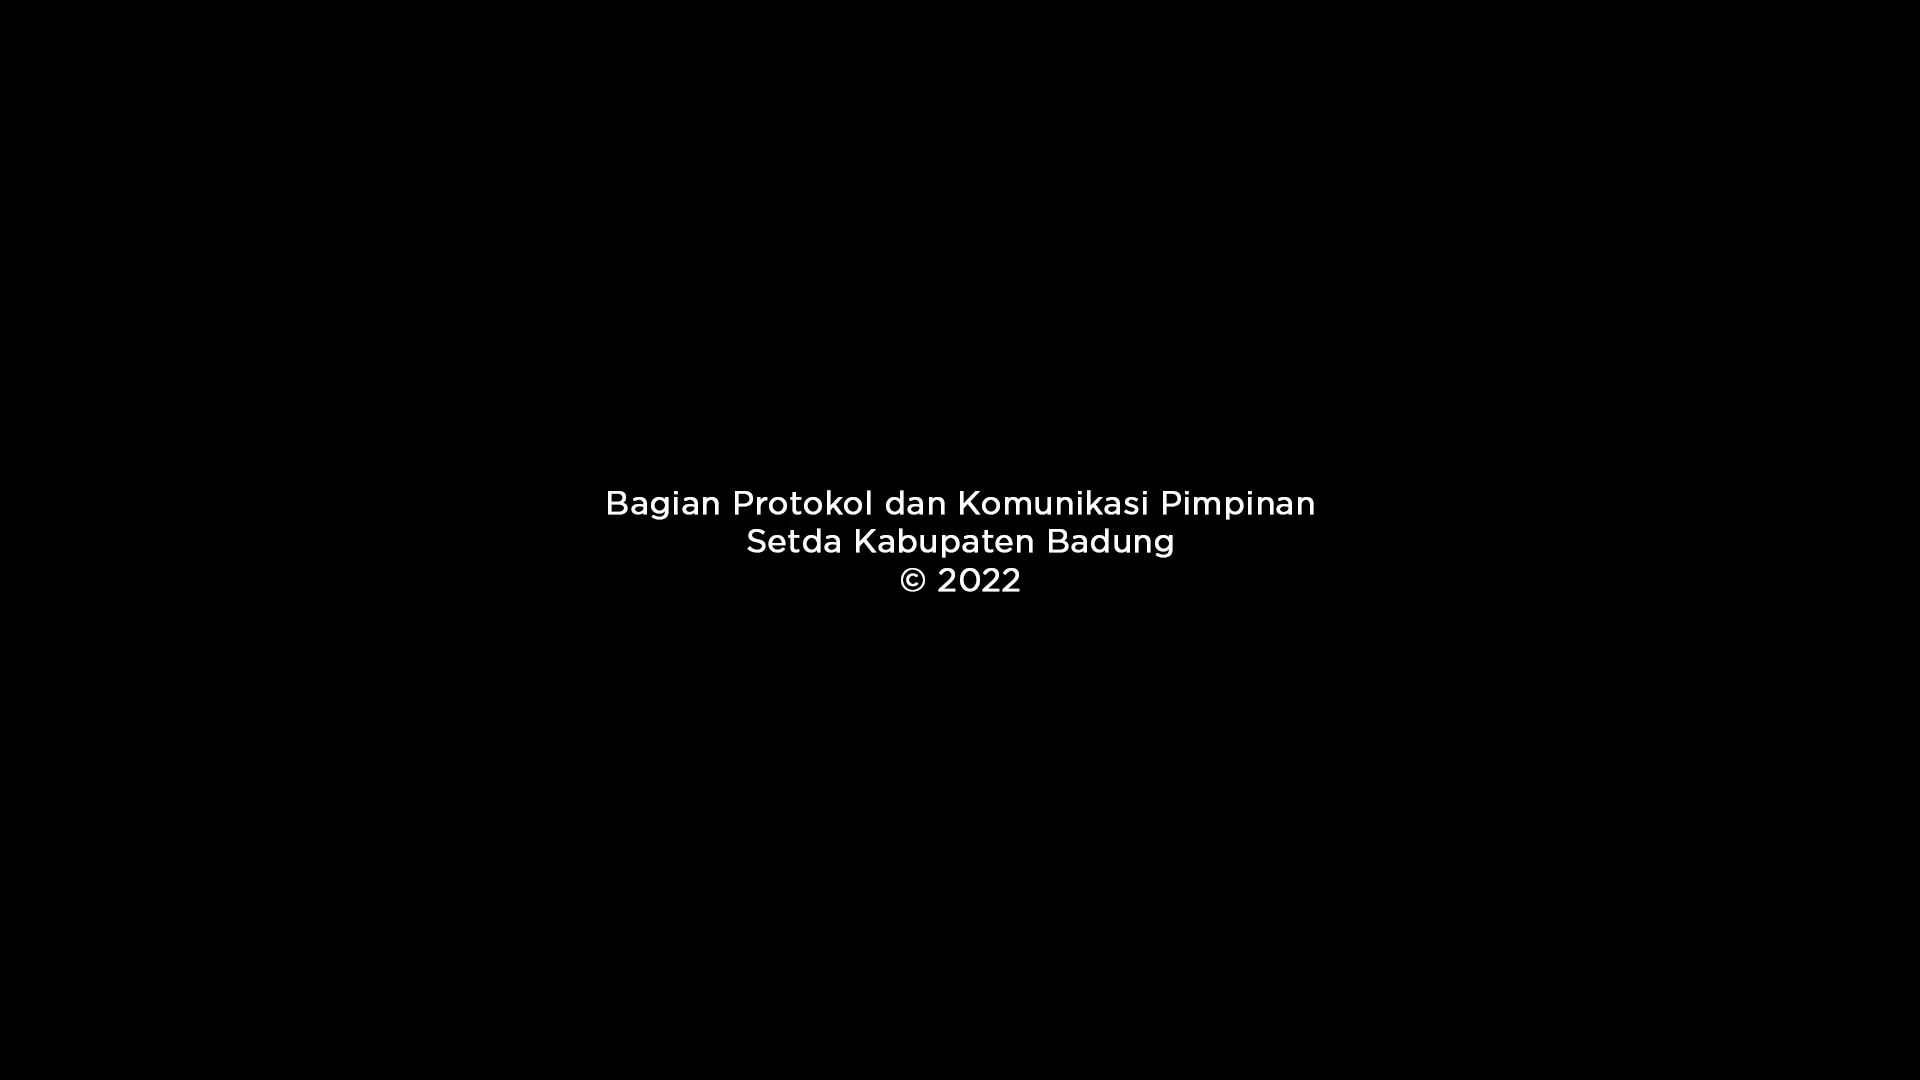 Bagian Protokol dan Komunikasi Pimpinan
Setda Kabupaten Badung
© 2022